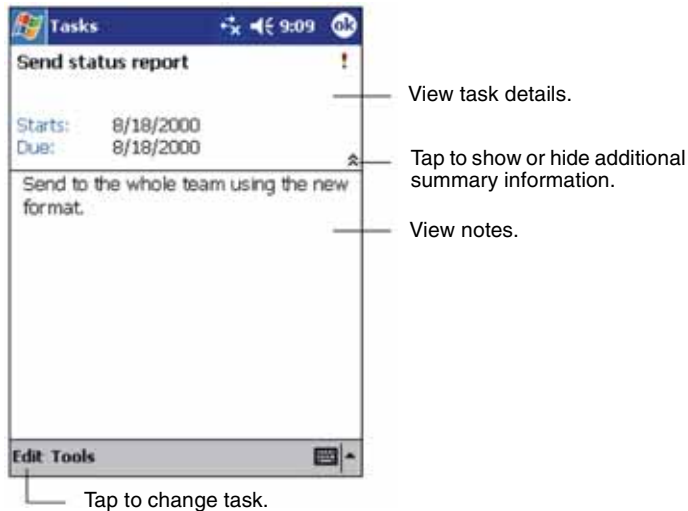 Tasks 9:09 ok
Send status report !
View task details.
Starts: 8/18/2000
Due: 8/18/2000
Tap to show or hide additional
summary information.
Send to the whole team using the new
format.
View notes.
Edit Tools
Tap to change task.